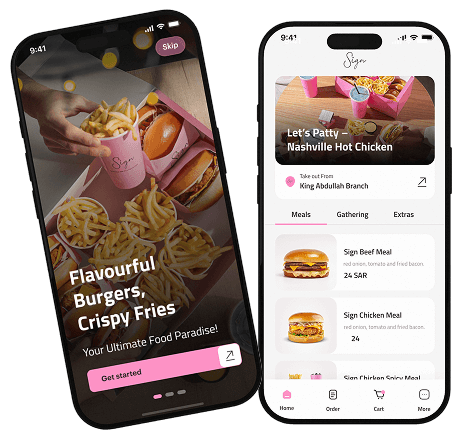 9:41
Skip
Sign
Flavourful
Burgers,
Crispy Fries
Your Ultimate Food Paradise!
Get started
9:41
Sign
Let's Patty –
Nashville Hot Chicken
Take out From
King Abdullah Branch
Meals
Gathering
Extras
Sign Beef Meal
red onion, tomato and fried bacon.
24 SAR
Sign Chicken Meal
red onion, tomato and fried bacon.
24
Sign Chicken Spicy Meal
Home
Order
Cart
More